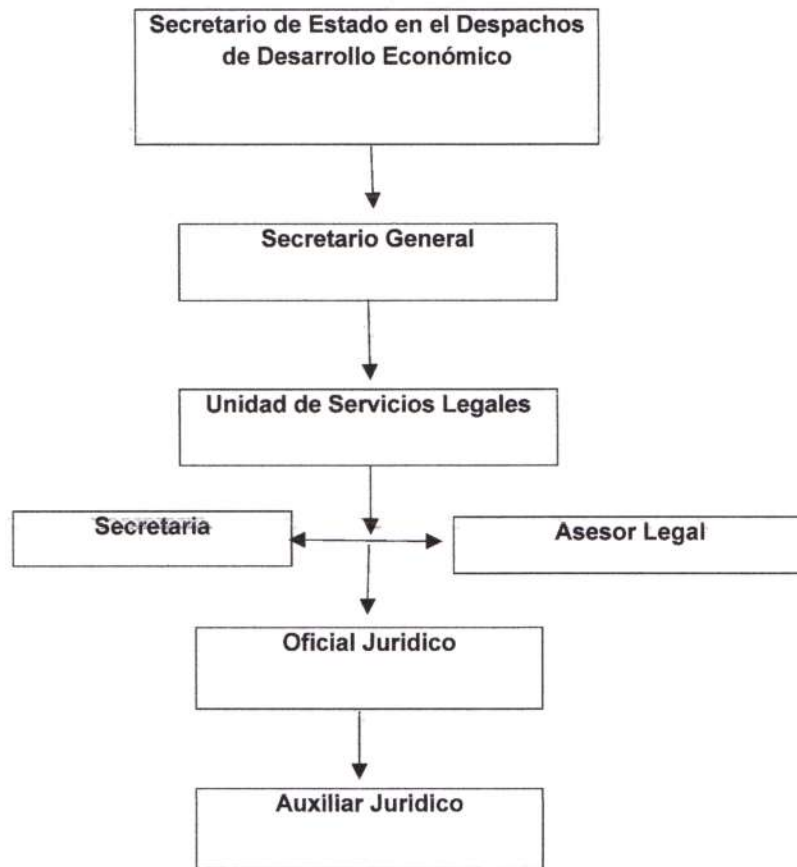 Secretario de Estado en el Despachos
de Desarrollo Económico
Secretario General
Unidad de Servicios Legales
Secretaria
Asesor Legal
Oficial Juridico
Auxiliar Juridico